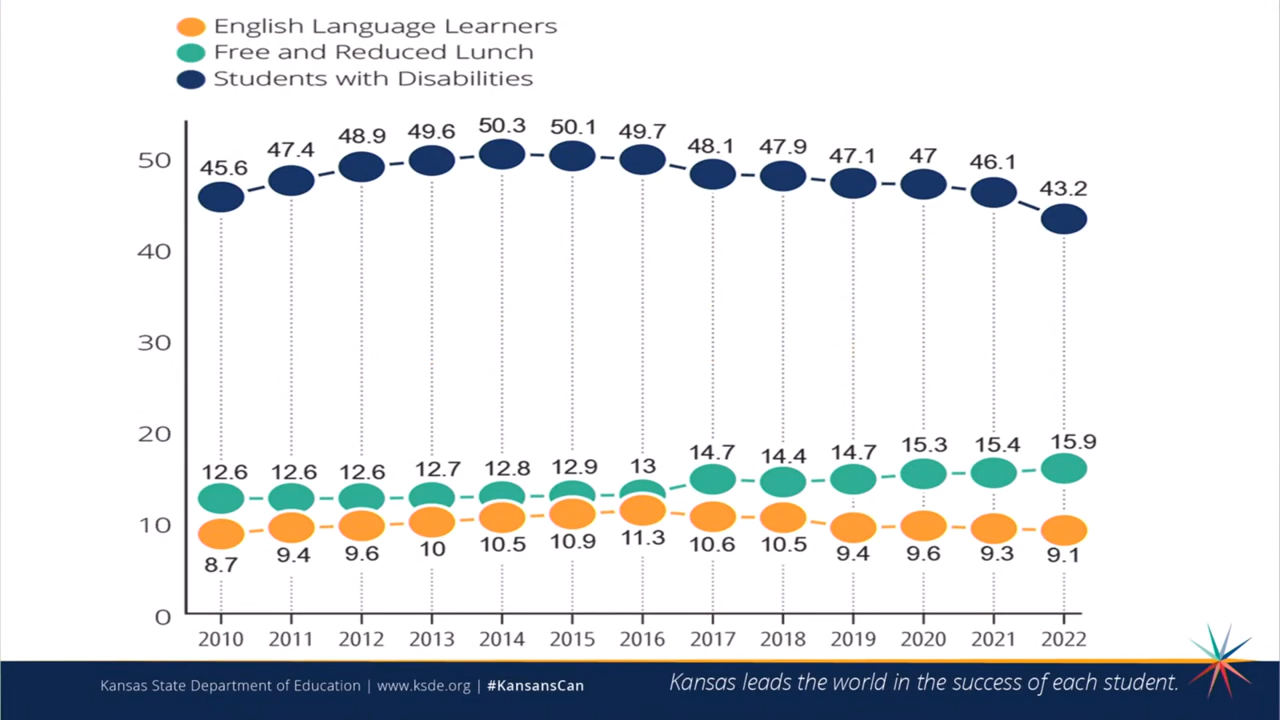 English Language Learners
Free and Reduced Lunch
Students with Disabilities
50
40
30
20
10
0
45.6 47.4 48.9 49.6 50.3 50.1 49.7 48.1 47.9 47.1 47 46.1 43.2
12.6 12.6 12.6 12.7 12.8 12.9 13 14.7 14.4 14.7 15.3 15.4 15.9
8.7 9.4 9.6 10 10.5 10.9 11.3 10.6 10.5 9.4 9.6 9.3 9.1
2010 2011 2012 2013 2014 2015 2016 2017 2018 2019 2020 2021 2022
Kansas State Department of Education | www.ksde.org | #KansansCan
Kansas leads the world in the success of each student.